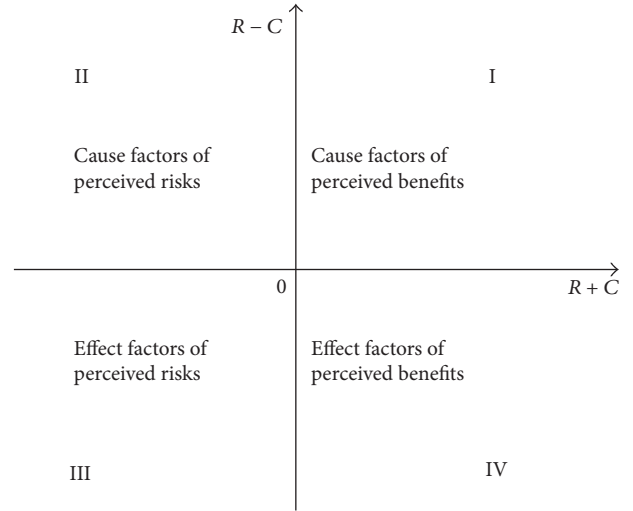 R – C
II
I
Cause factors of
perceived risks
Cause factors of
perceived benefits
0
R + C
Effect factors of
perceived risks
Effect factors of
perceived benefits
III
IV